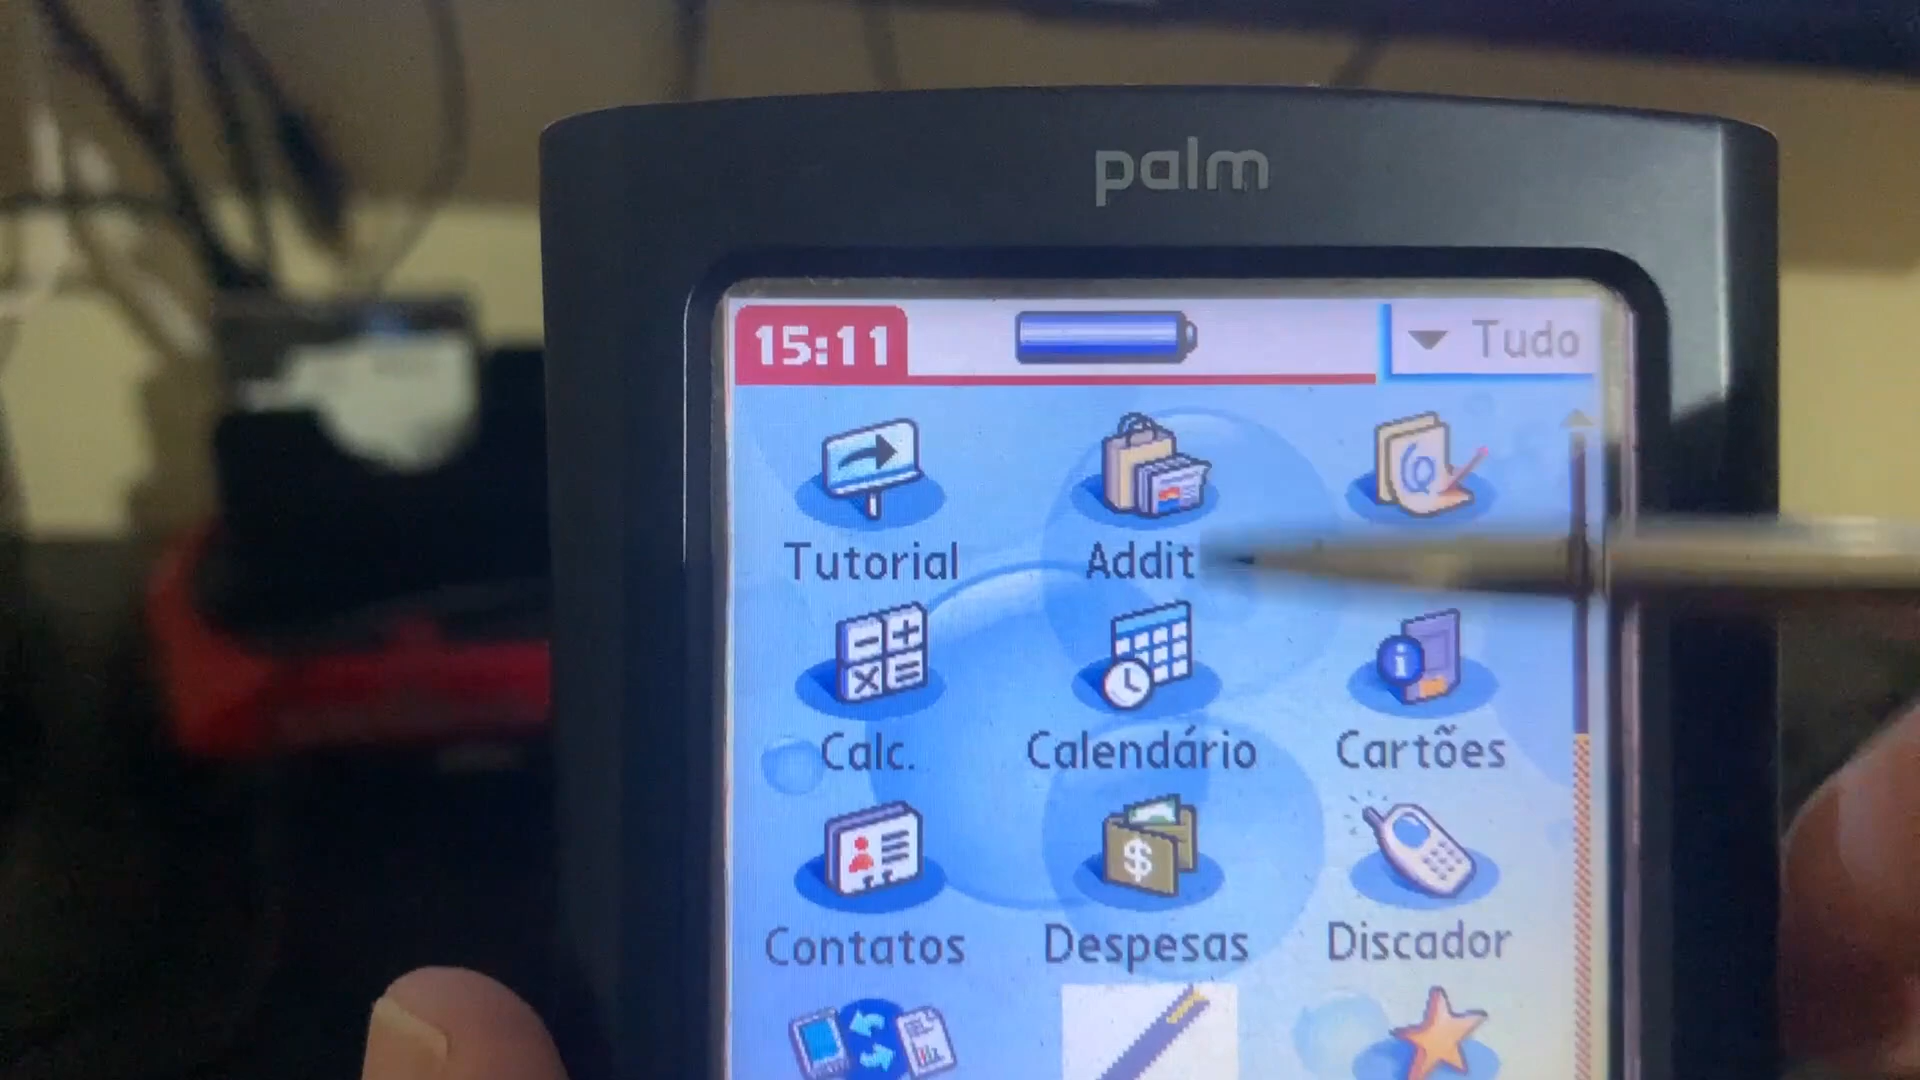 palm
15:11 Tudo
Tutorial Addit
Calc. Calendário Cartões
Contatos Despesas Discador